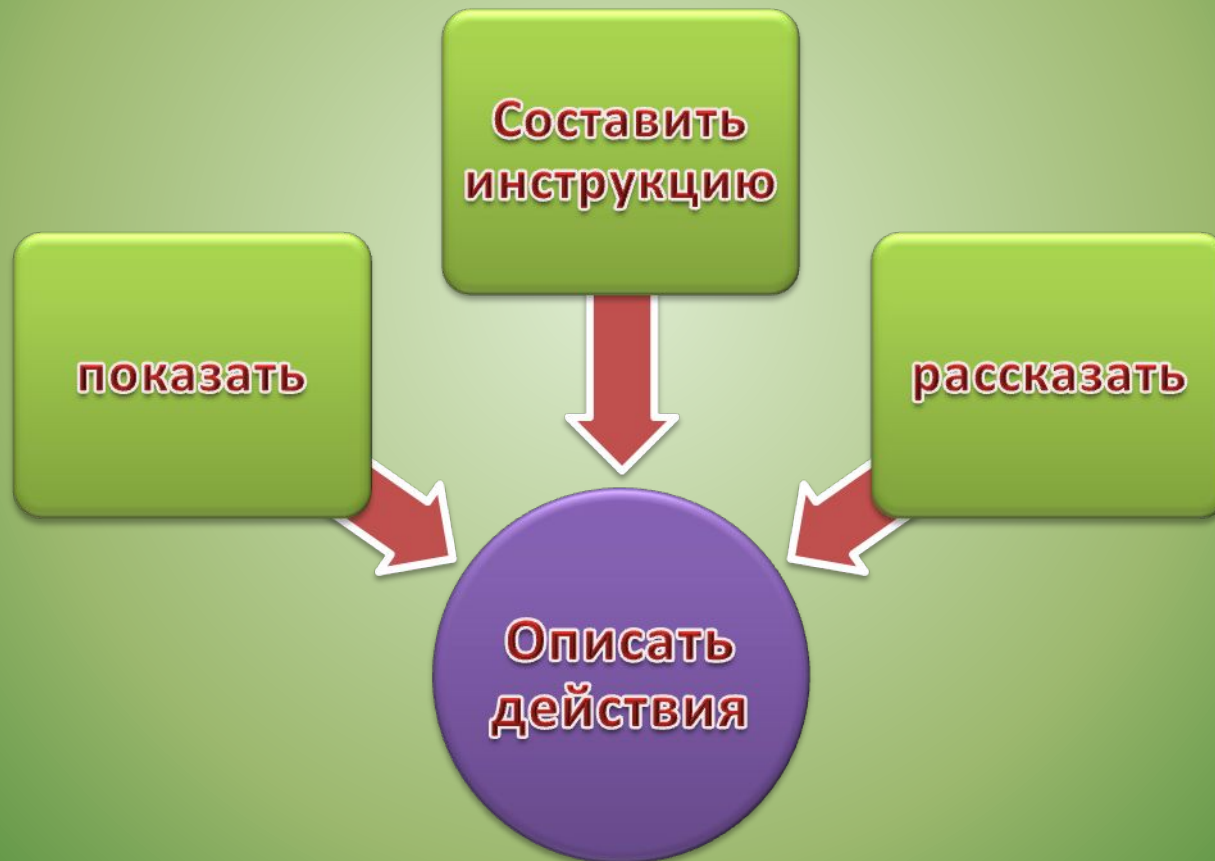 Составить
инструкцию
показать
рассказать
Описать
действия